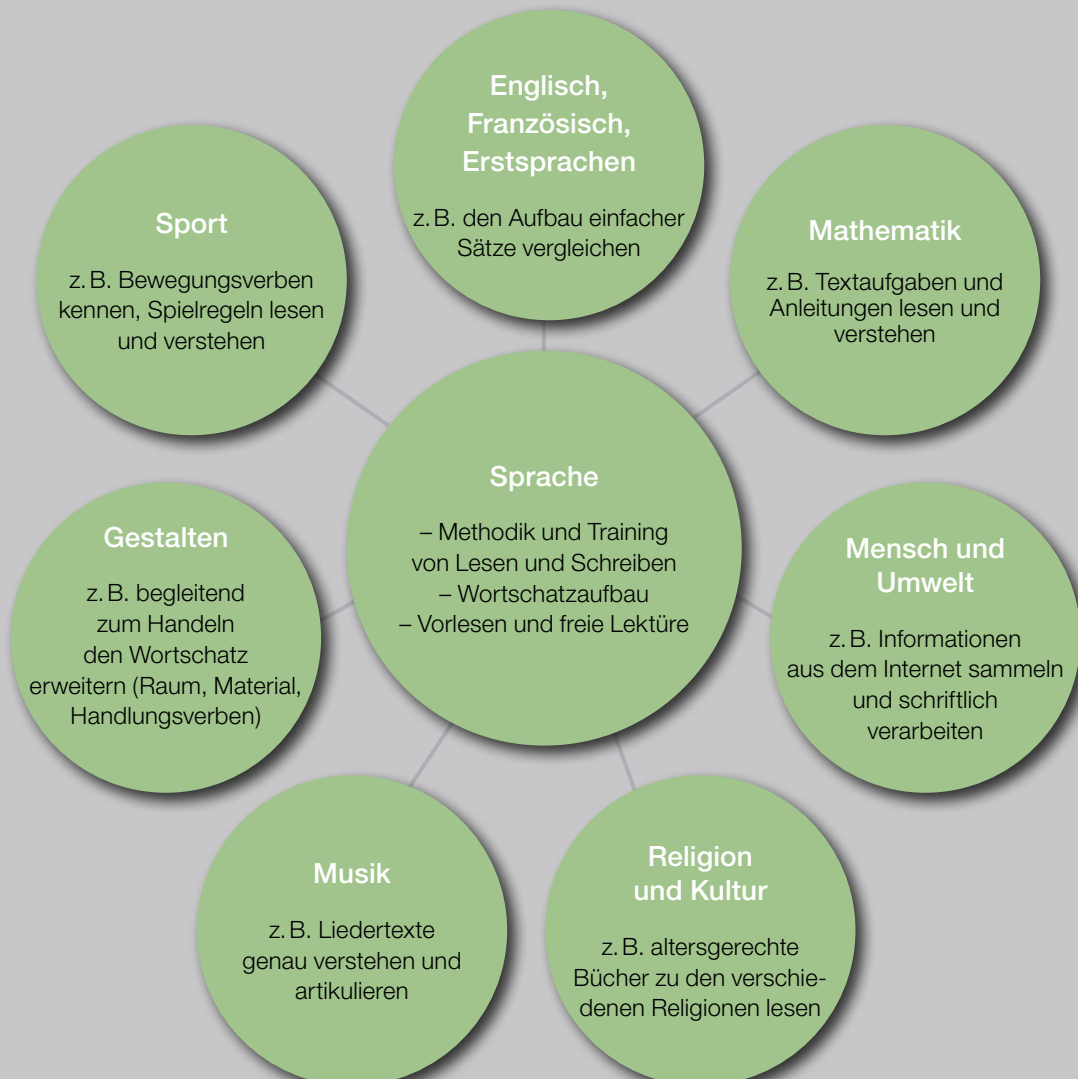 Englisch,
Französisch,
Erstsprachen
z. B. den Aufbau einfacher
Sätze vergleichen
Sport
z. B. Bewegungsverben
kennen, Spielregeln lesen
und verstehen
Mathematik
z. B. Textaufgaben und
Anleitungen lesen und
verstehen
Sprache
– Methodik und Training
von Lesen und Schreiben
– Wortschatzaufbau
– Vorlesen und freie Lektüre
Gestalten
z. B. begleitend
zum Handeln
den Wortschatz
erweitern (Raum, Material,
Handlungsverben)
Mensch und
Umwelt
z. B. Informationen
aus dem Internet sammeln
und schriftlich
verarbeiten
Musik
z. B. Liedertexte
genau verstehen und
artikulieren
Religion
und Kultur
z. B. altersgerechte
Bücher zu den verschie-
denen Religionen lesen